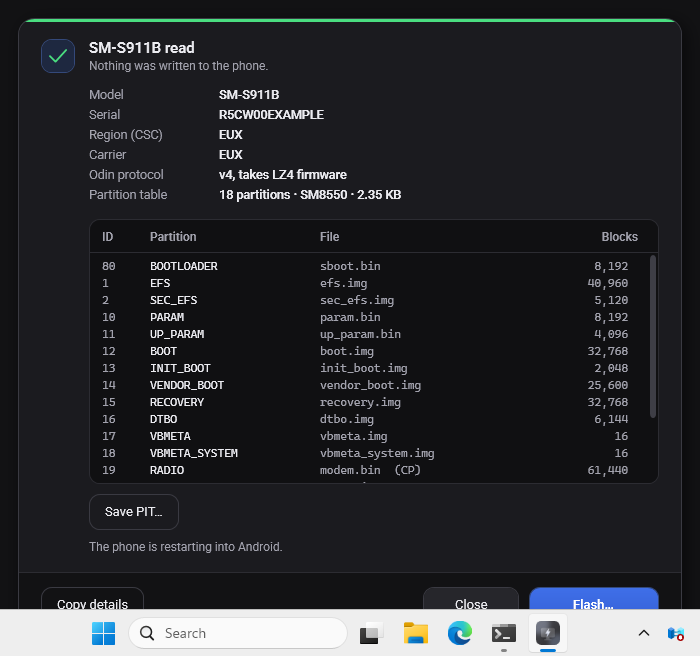 SM-S911B read
Nothing was written to the phone.
Model SM-S911B
Serial R5CW00EXAMPLE
Region (CSC) EUX
Carrier EUX
Odin protocol v4, takes LZ4 firmware
Partition table 18 partitions · SM8550 · 2.35 KB
ID Partition File Blocks
80 BOOTLOADER sboot.bin 8,192
1 EFS efs.img 40,960
2 SEC_EFS sec_efs.img 5,120
10 PARAM param.bin 8,192
11 UP_PARAM up_param.bin 4,096
12 BOOT boot.img 32,768
13 INIT_BOOT init_boot.img 2,048
14 VENDOR_BOOT vendor_boot.img 25,600
15 RECOVERY recovery.img 32,768
16 DTBO dtbo.img 6,144
17 VBMETA vbmeta.img 16
18 VBMETA_SYSTEM vbmeta_system.img 16
19 RADIO modem.bin (CP) 61,440
Save PIT…
The phone is restarting into Android.
Copy details Close Flash…
Search